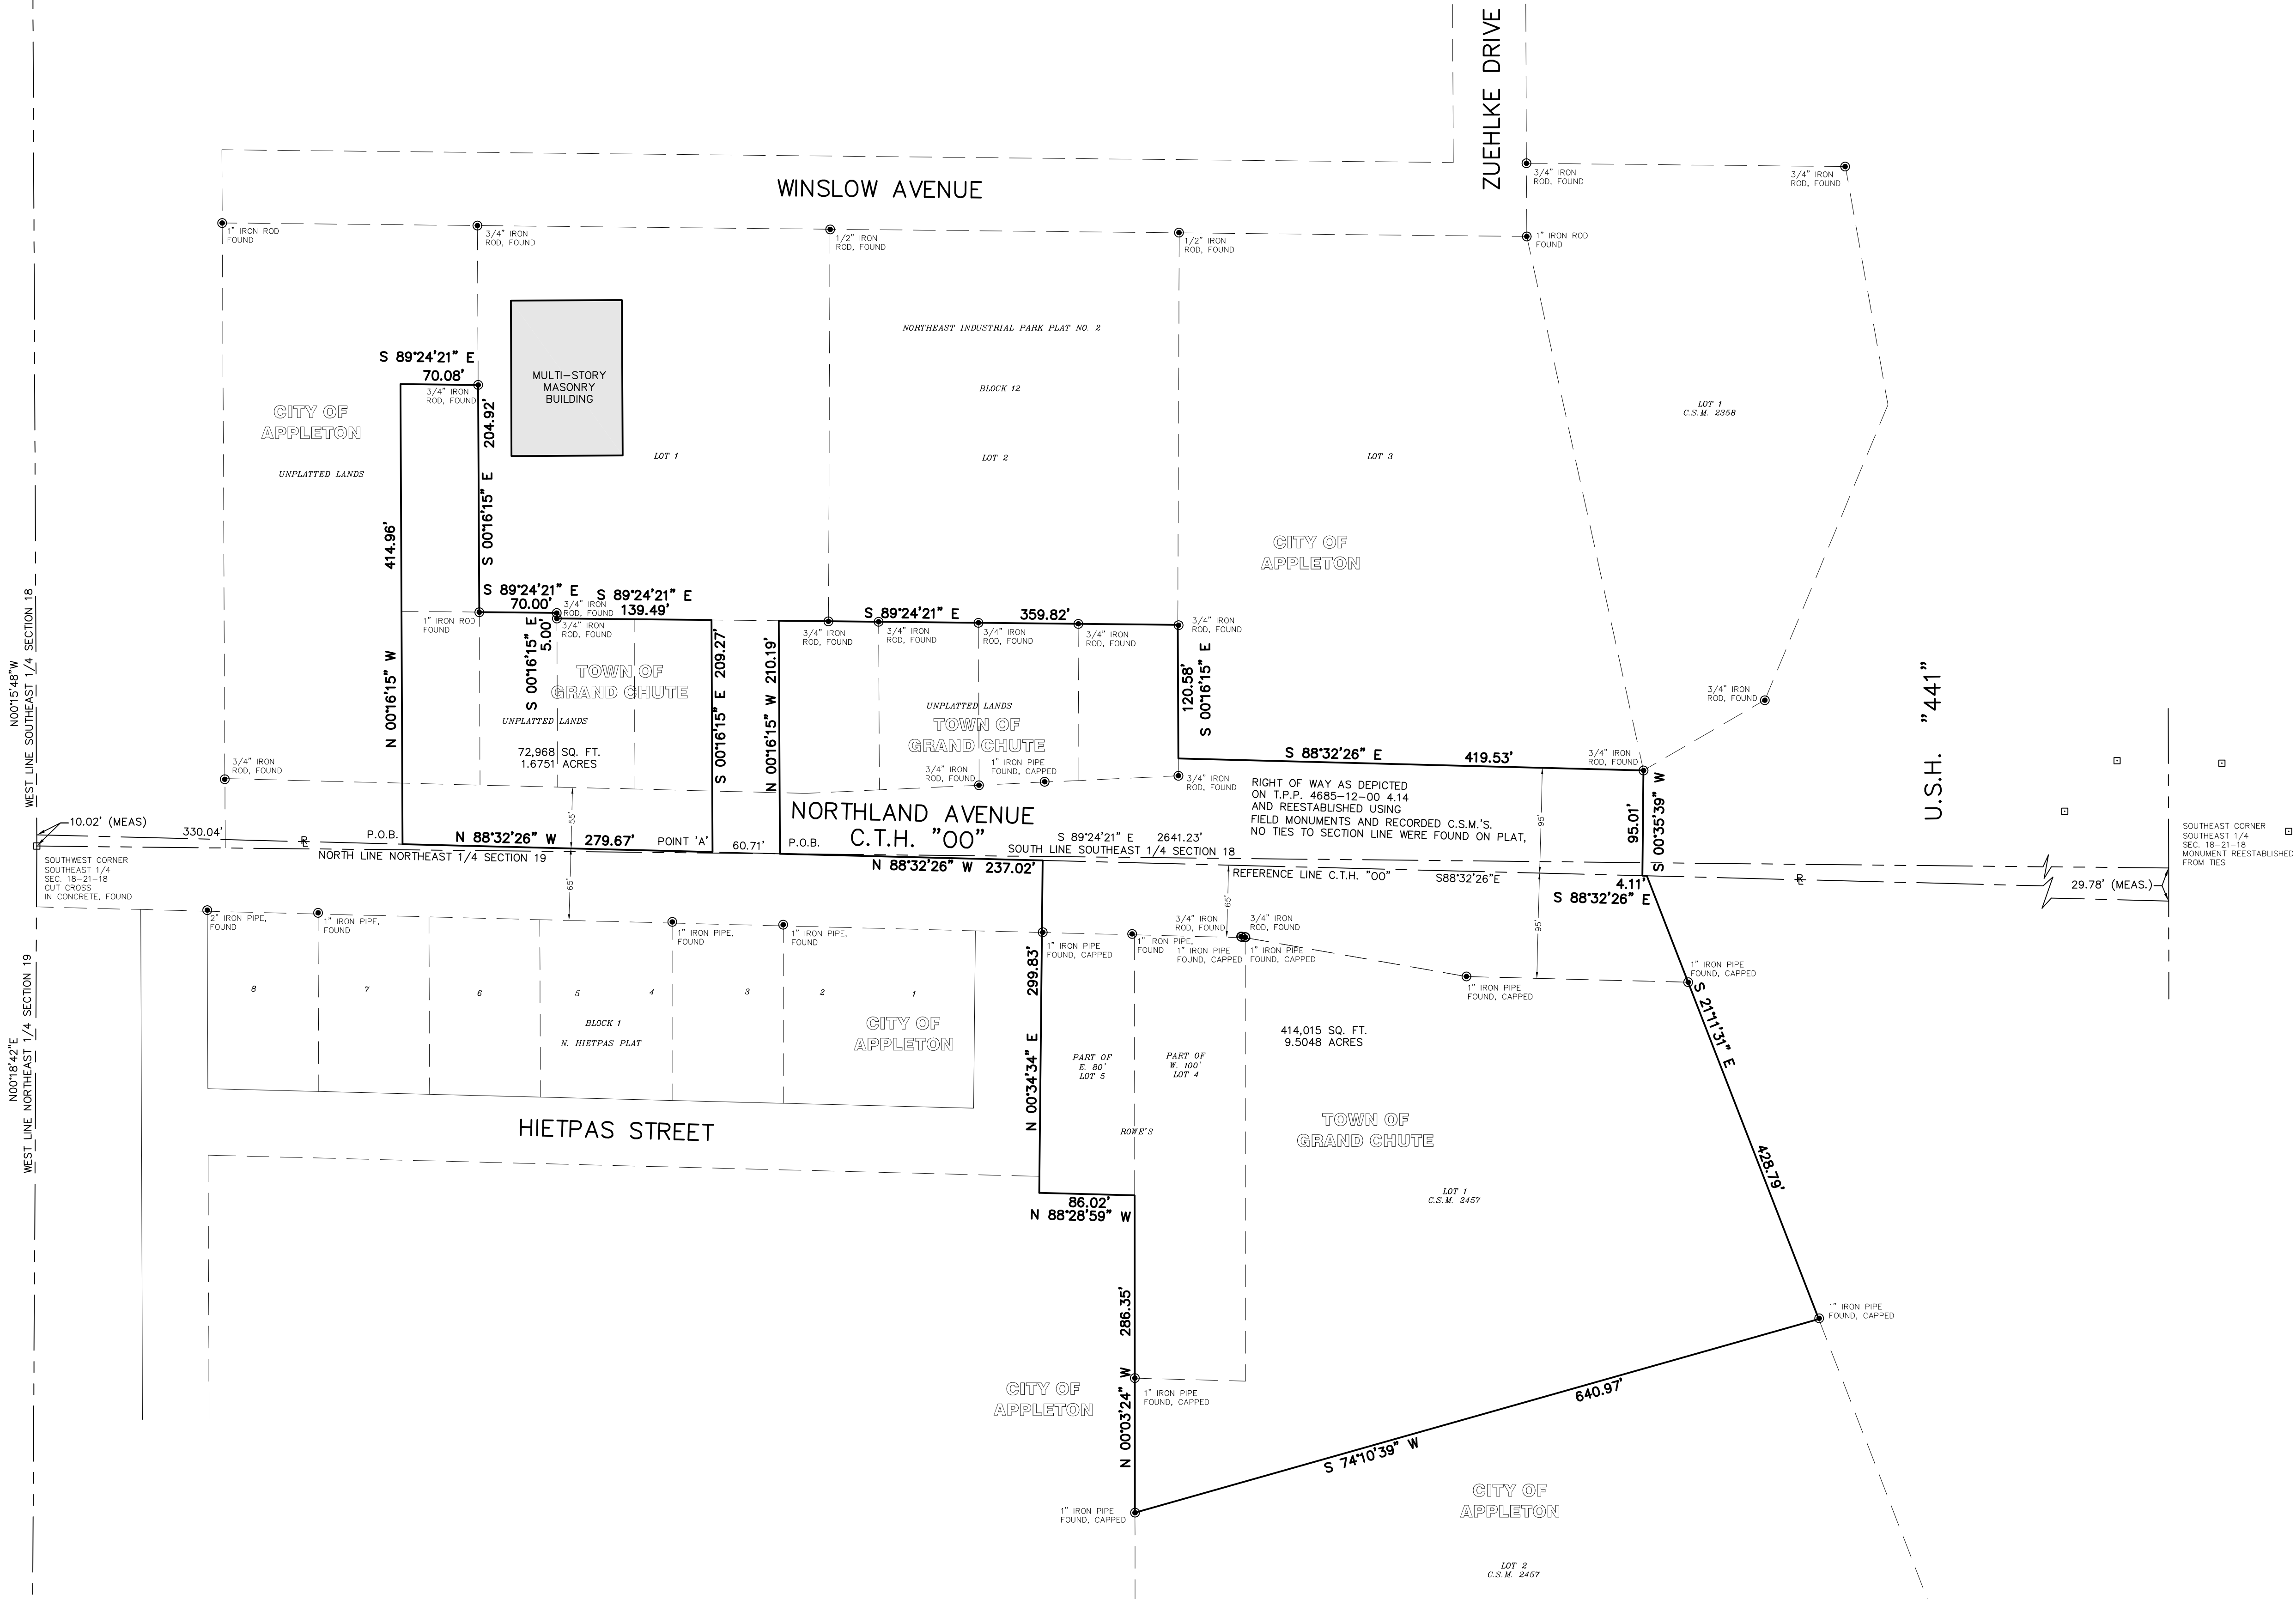 ZUEHLKE DRIVE
WINSLOW AVENUE
3/4" IRON
ROD, FOUND
3/4" IRON
ROD, FOUND
1" IRON ROD
FOUND
3/4" IRON
ROD, FOUND
1/2" IRON
ROD, FOUND
1/2" IRON
ROD, FOUND
1" IRON ROD
FOUND
NORTHEAST INDUSTRIAL PARK PLAT NO. 2
BLOCK 12
MULTI-STORY
MASONRY
BUILDING
S 89°24'21" E
70.08'
3/4" IRON
ROD, FOUND
CITY OF
APPLETON
UNPLATTED LANDS
204.92'
S 00°16'15" E
LOT 1
LOT 2
LOT 3
LOT 1
C.S.M. 2358
414.96'
N 00°16'15" W
CITY OF
APPLETON
S 89°24'21" E
70.00'
S 89°24'21" E
139.49'
3/4" IRON
ROD, FOUND
3/4" IRON
ROD, FOUND
1" IRON ROD
FOUND
S 00°16'15" E
5.00'
TOWN OF
GRAND CHUTE
UNPLATTED LANDS
72,968 SQ. FT.
1.6751 ACRES
S 00°16'15" E 209.27'
N 00°16'15" W 210.19'
S 89°24'21" E 359.82'
3/4" IRON
ROD, FOUND
3/4" IRON
ROD, FOUND
3/4" IRON
ROD, FOUND
3/4" IRON
ROD, FOUND
3/4" IRON
ROD, FOUND
UNPLATTED LANDS
TOWN OF
GRAND CHUTE
3/4" IRON
ROD, FOUND
1" IRON PIPE
FOUND, CAPPED
120.58'
S 00°16'15" E
3/4" IRON
ROD, FOUND
S 88°32'26" E 419.53'
3/4" IRON
ROD, FOUND
3/4" IRON
ROD, FOUND
U.S.H. "441"
3/4" IRON
ROD, FOUND
RIGHT OF WAY AS DEPICTED
ON T.P.P. 4685-12-00 4.14
AND REESTABLISHED USING
FIELD MONUMENTS AND RECORDED C.S.M.'S.
NO TIES TO SECTION LINE WERE FOUND ON PLAT,
95'
95.01'
S 00°35'39" W
N00°15'48"W
WEST LINE SOUTHEAST 1/4 SECTION 18
10.02' (MEAS)
330.04'
P.O.B.
N 88°32'26" W 279.67'
55'
POINT 'A'
60.71'
P.O.B.
NORTHLAND AVENUE
C.T.H. "OO"
S 89°24'21" E 2641.23'
SOUTH LINE SOUTHEAST 1/4 SECTION 18
NORTH LINE NORTHEAST 1/4 SECTION 19
N 88°32'26" W 237.02'
REFERENCE LINE C.T.H. "OO" S88°32'26"E
4.11'
S 88°32'26" E
29.78' (MEAS.)
SOUTHEAST CORNER
SOUTHEAST 1/4
SEC. 18-21-18
MONUMENT REESTABLISHED
FROM TIES
SOUTHWEST CORNER
SOUTHEAST 1/4
SEC. 18-21-18
CUT CROSS
IN CONCRETE, FOUND
65'
65'
95'
2" IRON PIPE,
FOUND
1" IRON PIPE,
FOUND
1" IRON PIPE,
FOUND
1" IRON PIPE,
FOUND
1" IRON PIPE
FOUND, CAPPED
1" IRON PIPE,
FOUND
3/4" IRON
ROD, FOUND
3/4" IRON
ROD, FOUND
1" IRON PIPE
FOUND, CAPPED
1" IRON PIPE
FOUND, CAPPED
1" IRON PIPE
FOUND, CAPPED
1" IRON PIPE
FOUND, CAPPED
N00°18'42"E
WEST LINE NORTHEAST 1/4 SECTION 19
8
7
6
5
4
3
2
1
BLOCK 1
N. HIETPAS PLAT
CITY OF
APPLETON
299.83'
N 00°34'34" E
PART OF
E. 80'
LOT 5
PART OF
W. 100'
LOT 4
ROWE'S
414,015 SQ. FT.
9.5048 ACRES
TOWN OF
GRAND CHUTE
LOT 1
C.S.M. 2457
S 21°11'31" E
428.79'
HIETPAS STREET
86.02'
N 88°28'59" W
286.35'
N 00°03'24" W
1" IRON PIPE
FOUND, CAPPED
1" IRON PIPE
FOUND, CAPPED
CITY OF
APPLETON
640.97'
S 74°10'39" W
1" IRON PIPE
FOUND, CAPPED
CITY OF
APPLETON
LOT 2
C.S.M. 2457